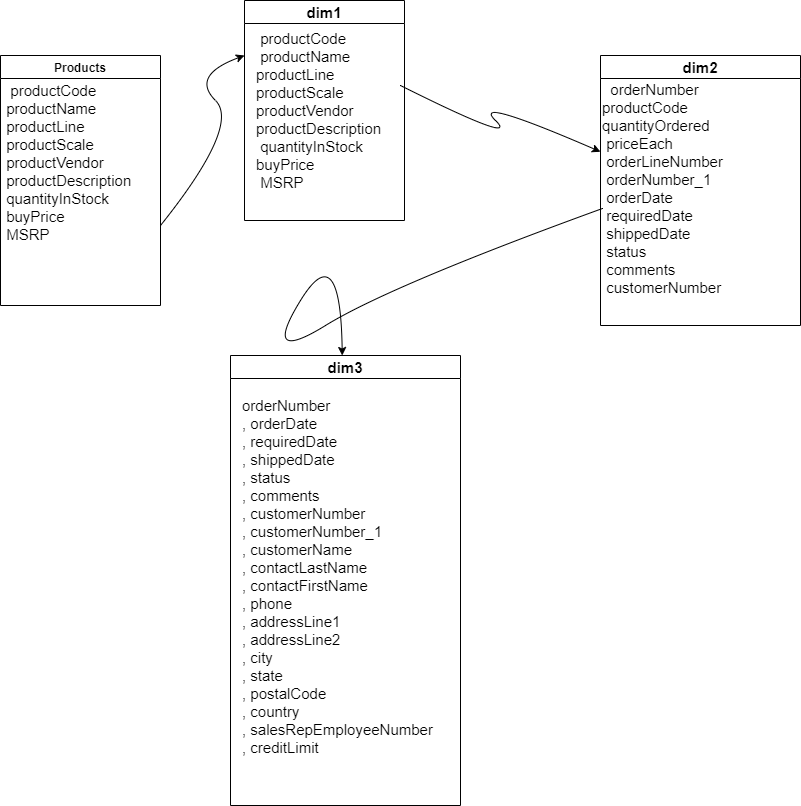 Products
productCode
productName
productLine
productScale
productVendor
productDescription
quantityInStock
buyPrice
MSRP
dim1
productCode
productName
productLine
productScale
productVendor
productDescription
quantityInStock
buyPrice
MSRP
dim2
orderNumber
productCode
quantityOrdered
priceEach
orderLineNumber
orderNumber_1
orderDate
requiredDate
shippedDate
status
comments
customerNumber
dim3
orderNumber
, orderDate
, requiredDate
, shippedDate
, status
, comments
, customerNumber
, customerNumber_1
, customerName
, contactLastName
, contactFirstName
, phone
, addressLine1
, addressLine2
, city
, state
, postalCode
, country
, salesRepEmployeeNumber
, creditLimit